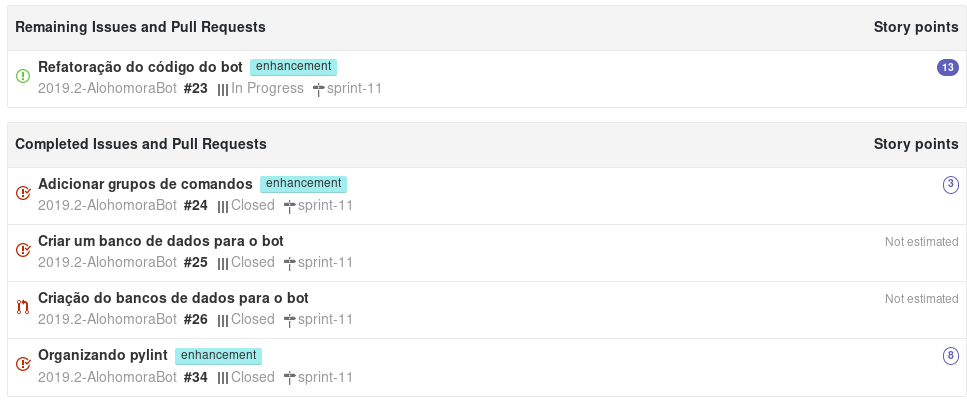 Remaining Issues and Pull Requests Story points
Refatoração do código do bot enhancement 13
2019.2-AlohomoraBot #23 In Progress sprint-11
Completed Issues and Pull Requests Story points
Adicionar grupos de comandos enhancement 3
2019.2-AlohomoraBot #24 Closed sprint-11
Criar um banco de dados para o bot Not estimated
2019.2-AlohomoraBot #25 Closed sprint-11
Criação do bancos de dados para o bot Not estimated
2019.2-AlohomoraBot #26 Closed sprint-11
Organizando pylint enhancement 8
2019.2-AlohomoraBot #34 Closed sprint-11